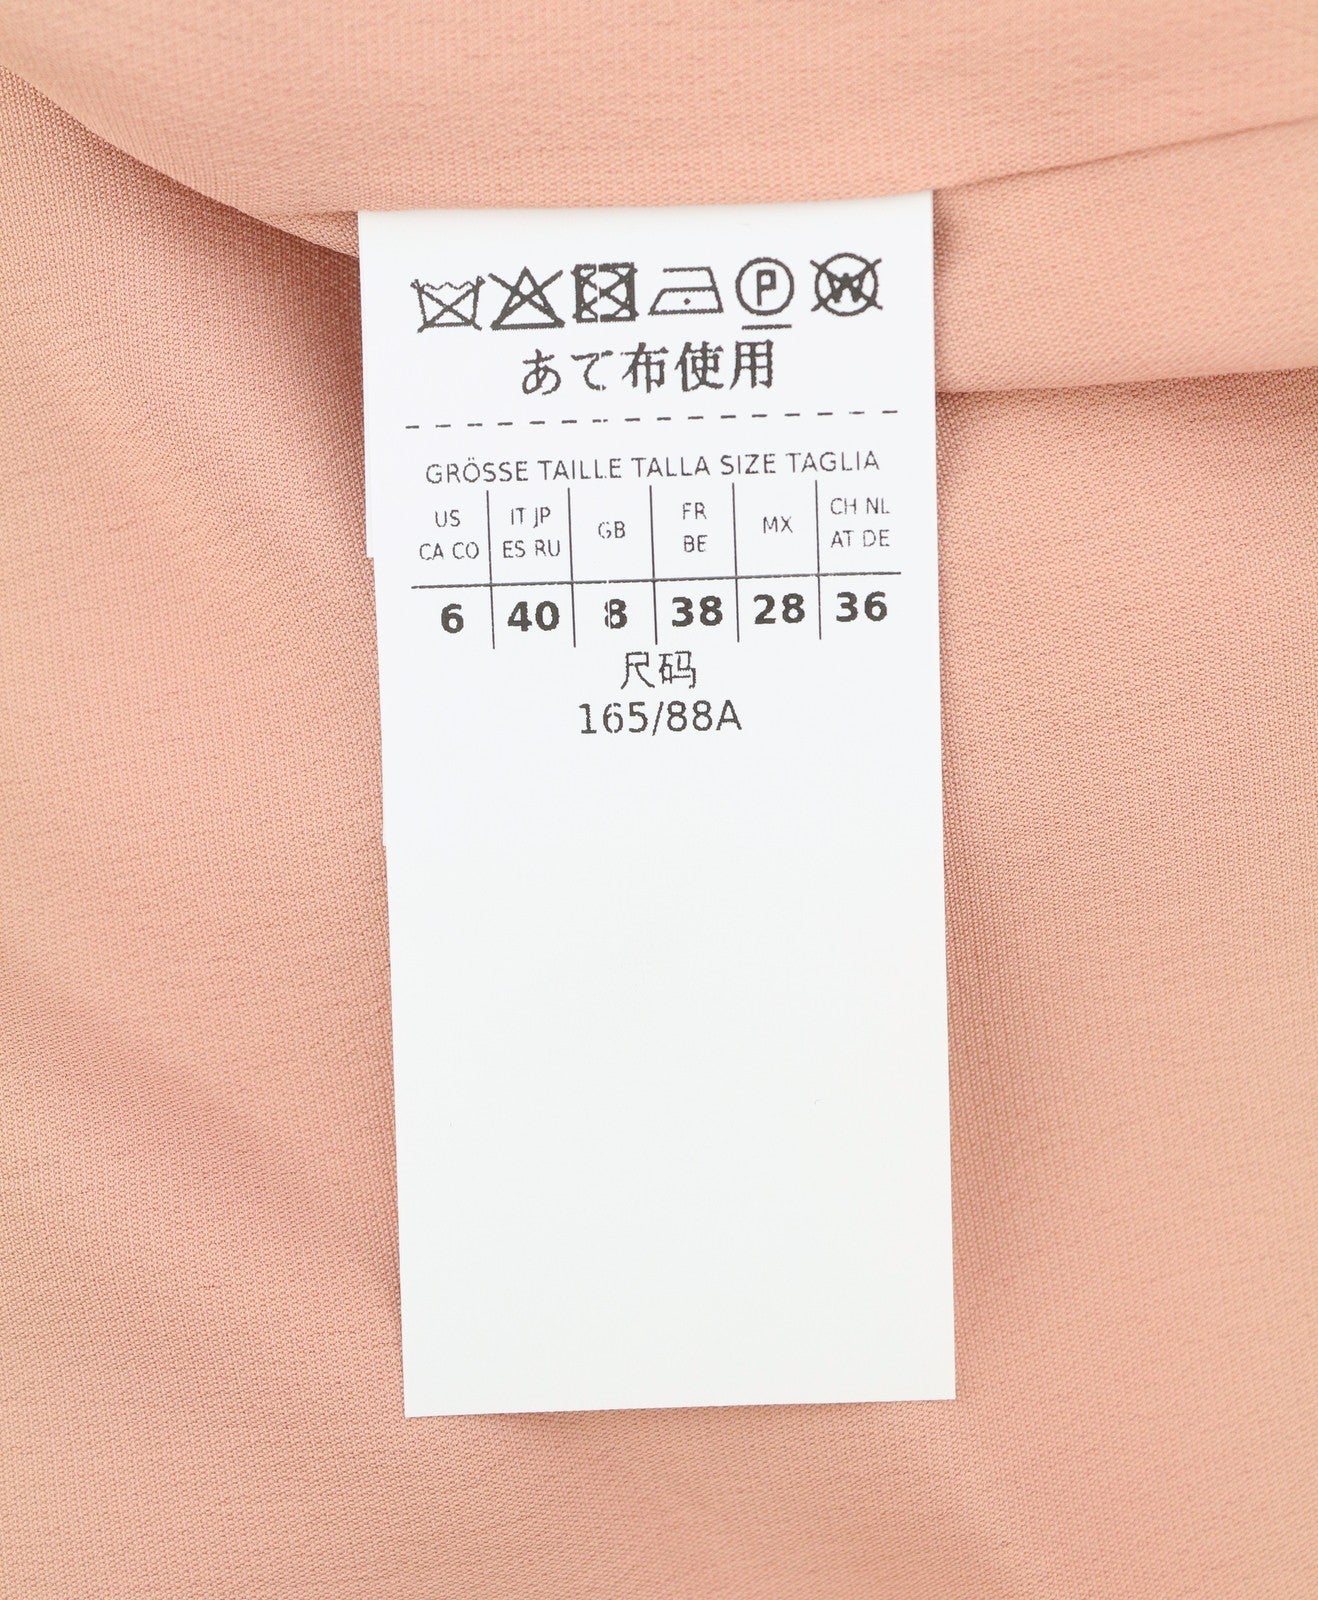 P W
あて布使用
GRÖSSE TAILLE TALLA SIZE TAGLIA
US IT JP GB FR MX CH NL
CA CO ES RU BE AT DE
6 40 8 38 28 36
尺码
165/88A